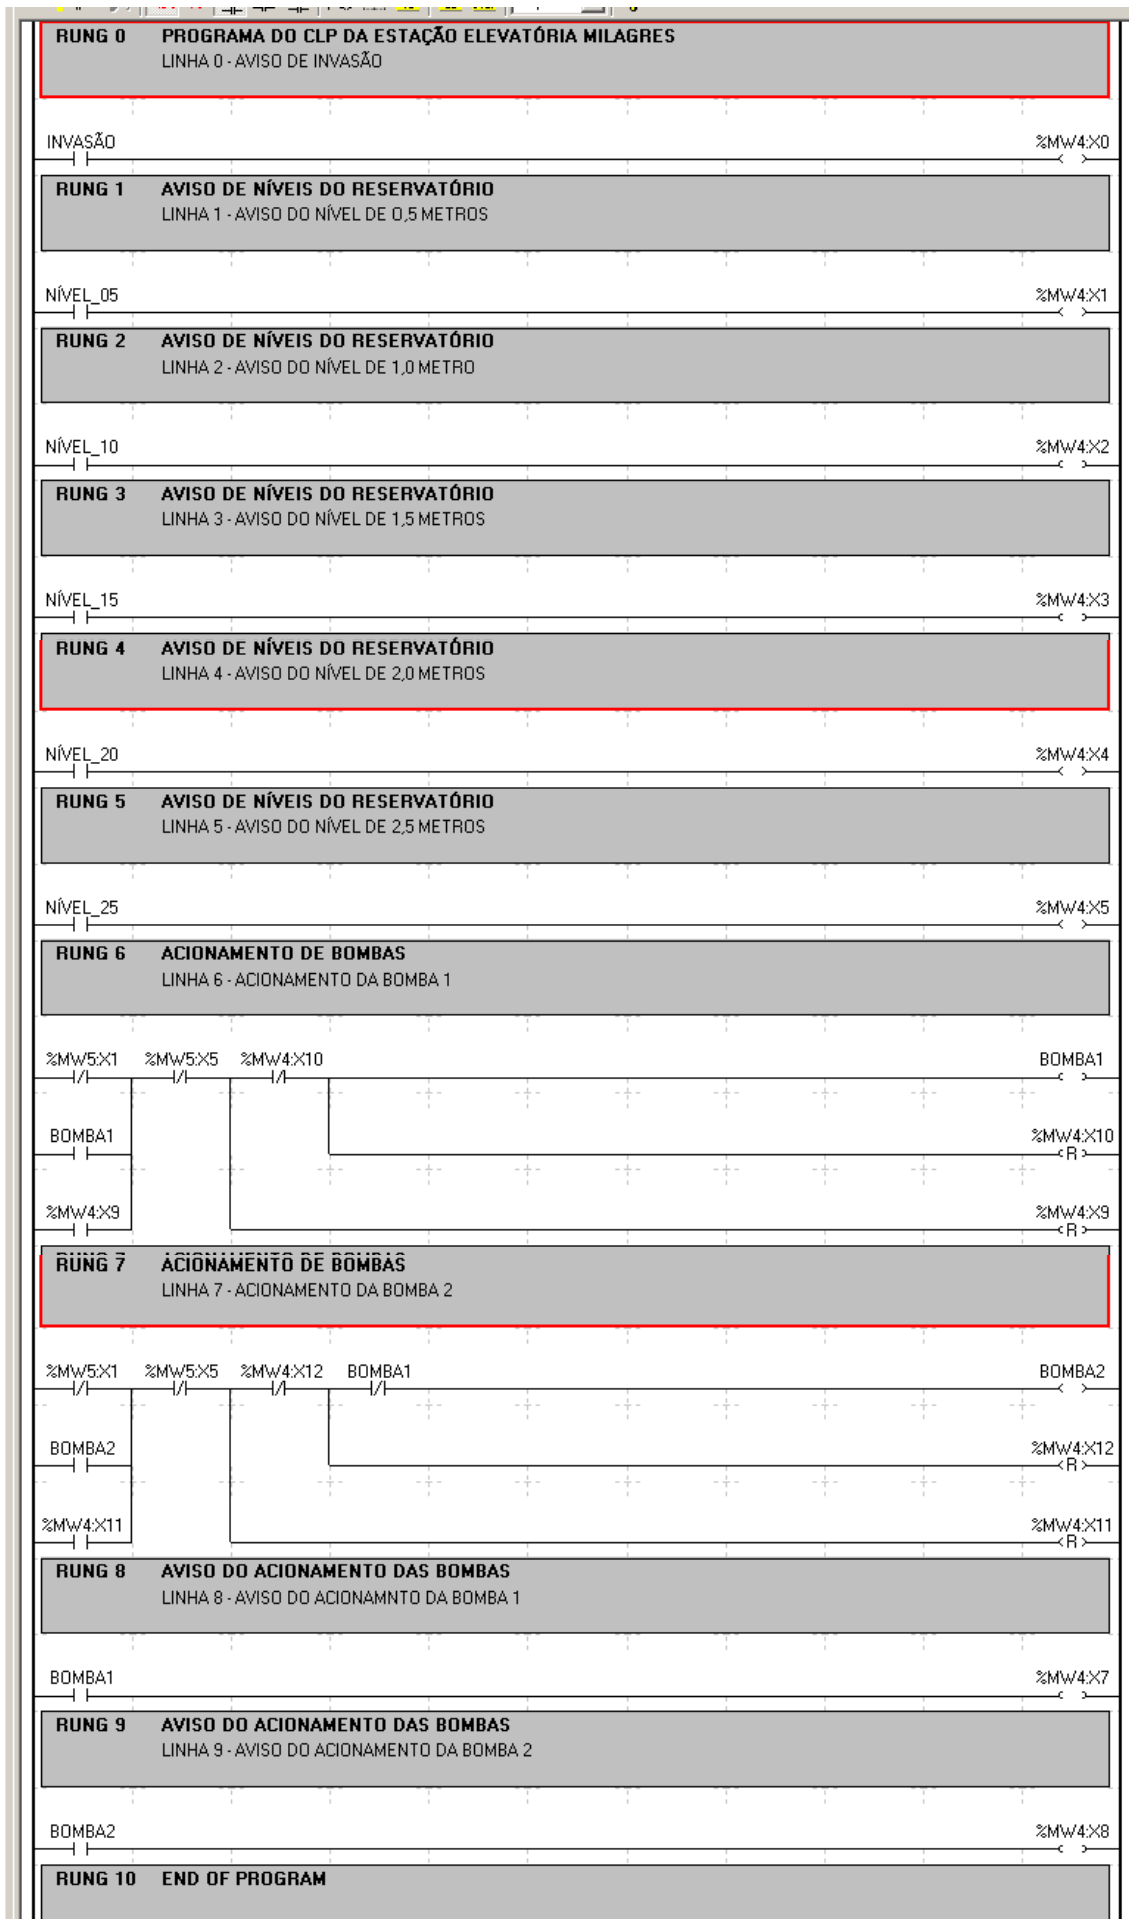 RUNG 0 PROGRAMA DO CLP DA ESTAÇÃO ELEVATÓRIA MILAGRES
LINHA 0 - AVISO DE INVASÃO
INVASÃO %MW4:X0
RUNG 1 AVISO DE NÍVEIS DO RESERVATÓRIO
LINHA 1 - AVISO DO NÍVEL DE 0,5 METROS
NÍVEL_05 %MW4:X1
RUNG 2 AVISO DE NÍVEIS DO RESERVATÓRIO
LINHA 2 - AVISO DO NÍVEL DE 1,0 METRO
NÍVEL_10 %MW4:X2
RUNG 3 AVISO DE NÍVEIS DO RESERVATÓRIO
LINHA 3 - AVISO DO NÍVEL DE 1,5 METROS
NÍVEL_15 %MW4:X3
RUNG 4 AVISO DE NÍVEIS DO RESERVATÓRIO
LINHA 4 - AVISO DO NÍVEL DE 2,0 METROS
NÍVEL_20 %MW4:X4
RUNG 5 AVISO DE NÍVEIS DO RESERVATÓRIO
LINHA 5 - AVISO DO NÍVEL DE 2,5 METROS
NÍVEL_25 %MW4:X5
RUNG 6 ACIONAMENTO DE BOMBAS
LINHA 6 - ACIONAMENTO DA BOMBA 1
%MW5:X1 %MW5:X5 %MW4:X10 BOMBA1
BOMBA1 %MW4:X10
R
%MW4:X9 %MW4:X9
R
RUNG 7 ACIONAMENTO DE BOMBAS
LINHA 7 - ACIONAMENTO DA BOMBA 2
%MW5:X1 %MW5:X5 %MW4:X12 BOMBA1 BOMBA2
BOMBA2 %MW4:X12
R
%MW4:X11 %MW4:X11
R
RUNG 8 AVISO DO ACIONAMENTO DAS BOMBAS
LINHA 8 - AVISO DO ACIONAMNTO DA BOMBA 1
BOMBA1 %MW4:X7
RUNG 9 AVISO DO ACIONAMENTO DAS BOMBAS
LINHA 9 - AVISO DO ACIONAMENTO DA BOMBA 2
BOMBA2 %MW4:X8
RUNG 10 END OF PROGRAM